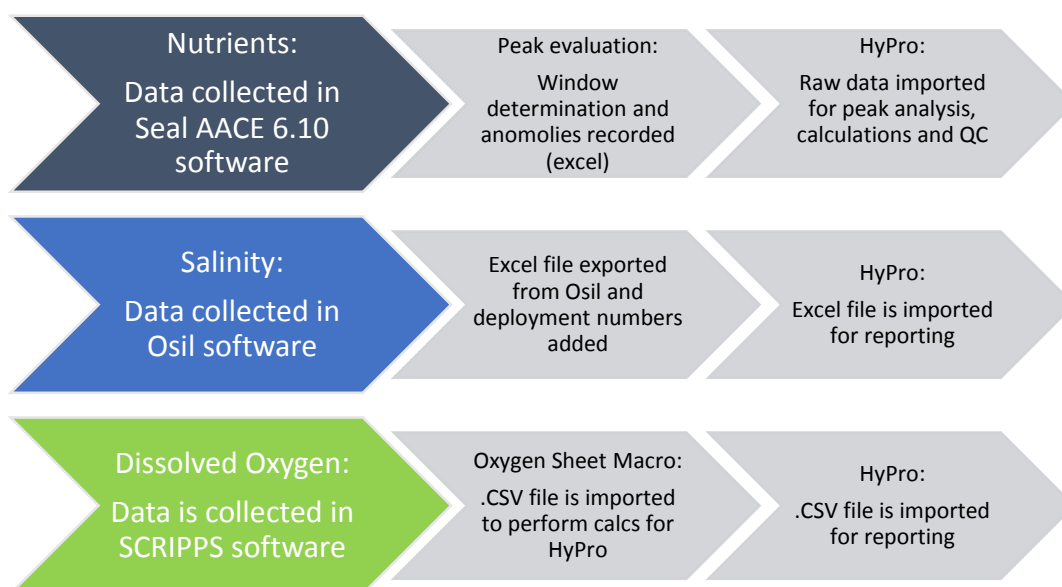 Nutrients:
Data collected in
Seal AACE 6.10
software
Peak evaluation:
Window
determination and
anomolies recorded
(excel)
HyPro:
Raw data imported
for peak analysis,
calculations and QC
Salinity:
Data collected in
Osil software
Excel file exported
from Osil and
deployment numbers
added
HyPro:
Excel file is imported
for reporting
Dissolved Oxygen:
Data is collected in
SCRIPPS software
Oxygen Sheet Macro:
.CSV file is imported
to perform calcs for
HyPro
HyPro:
.CSV file is imported
for reporting